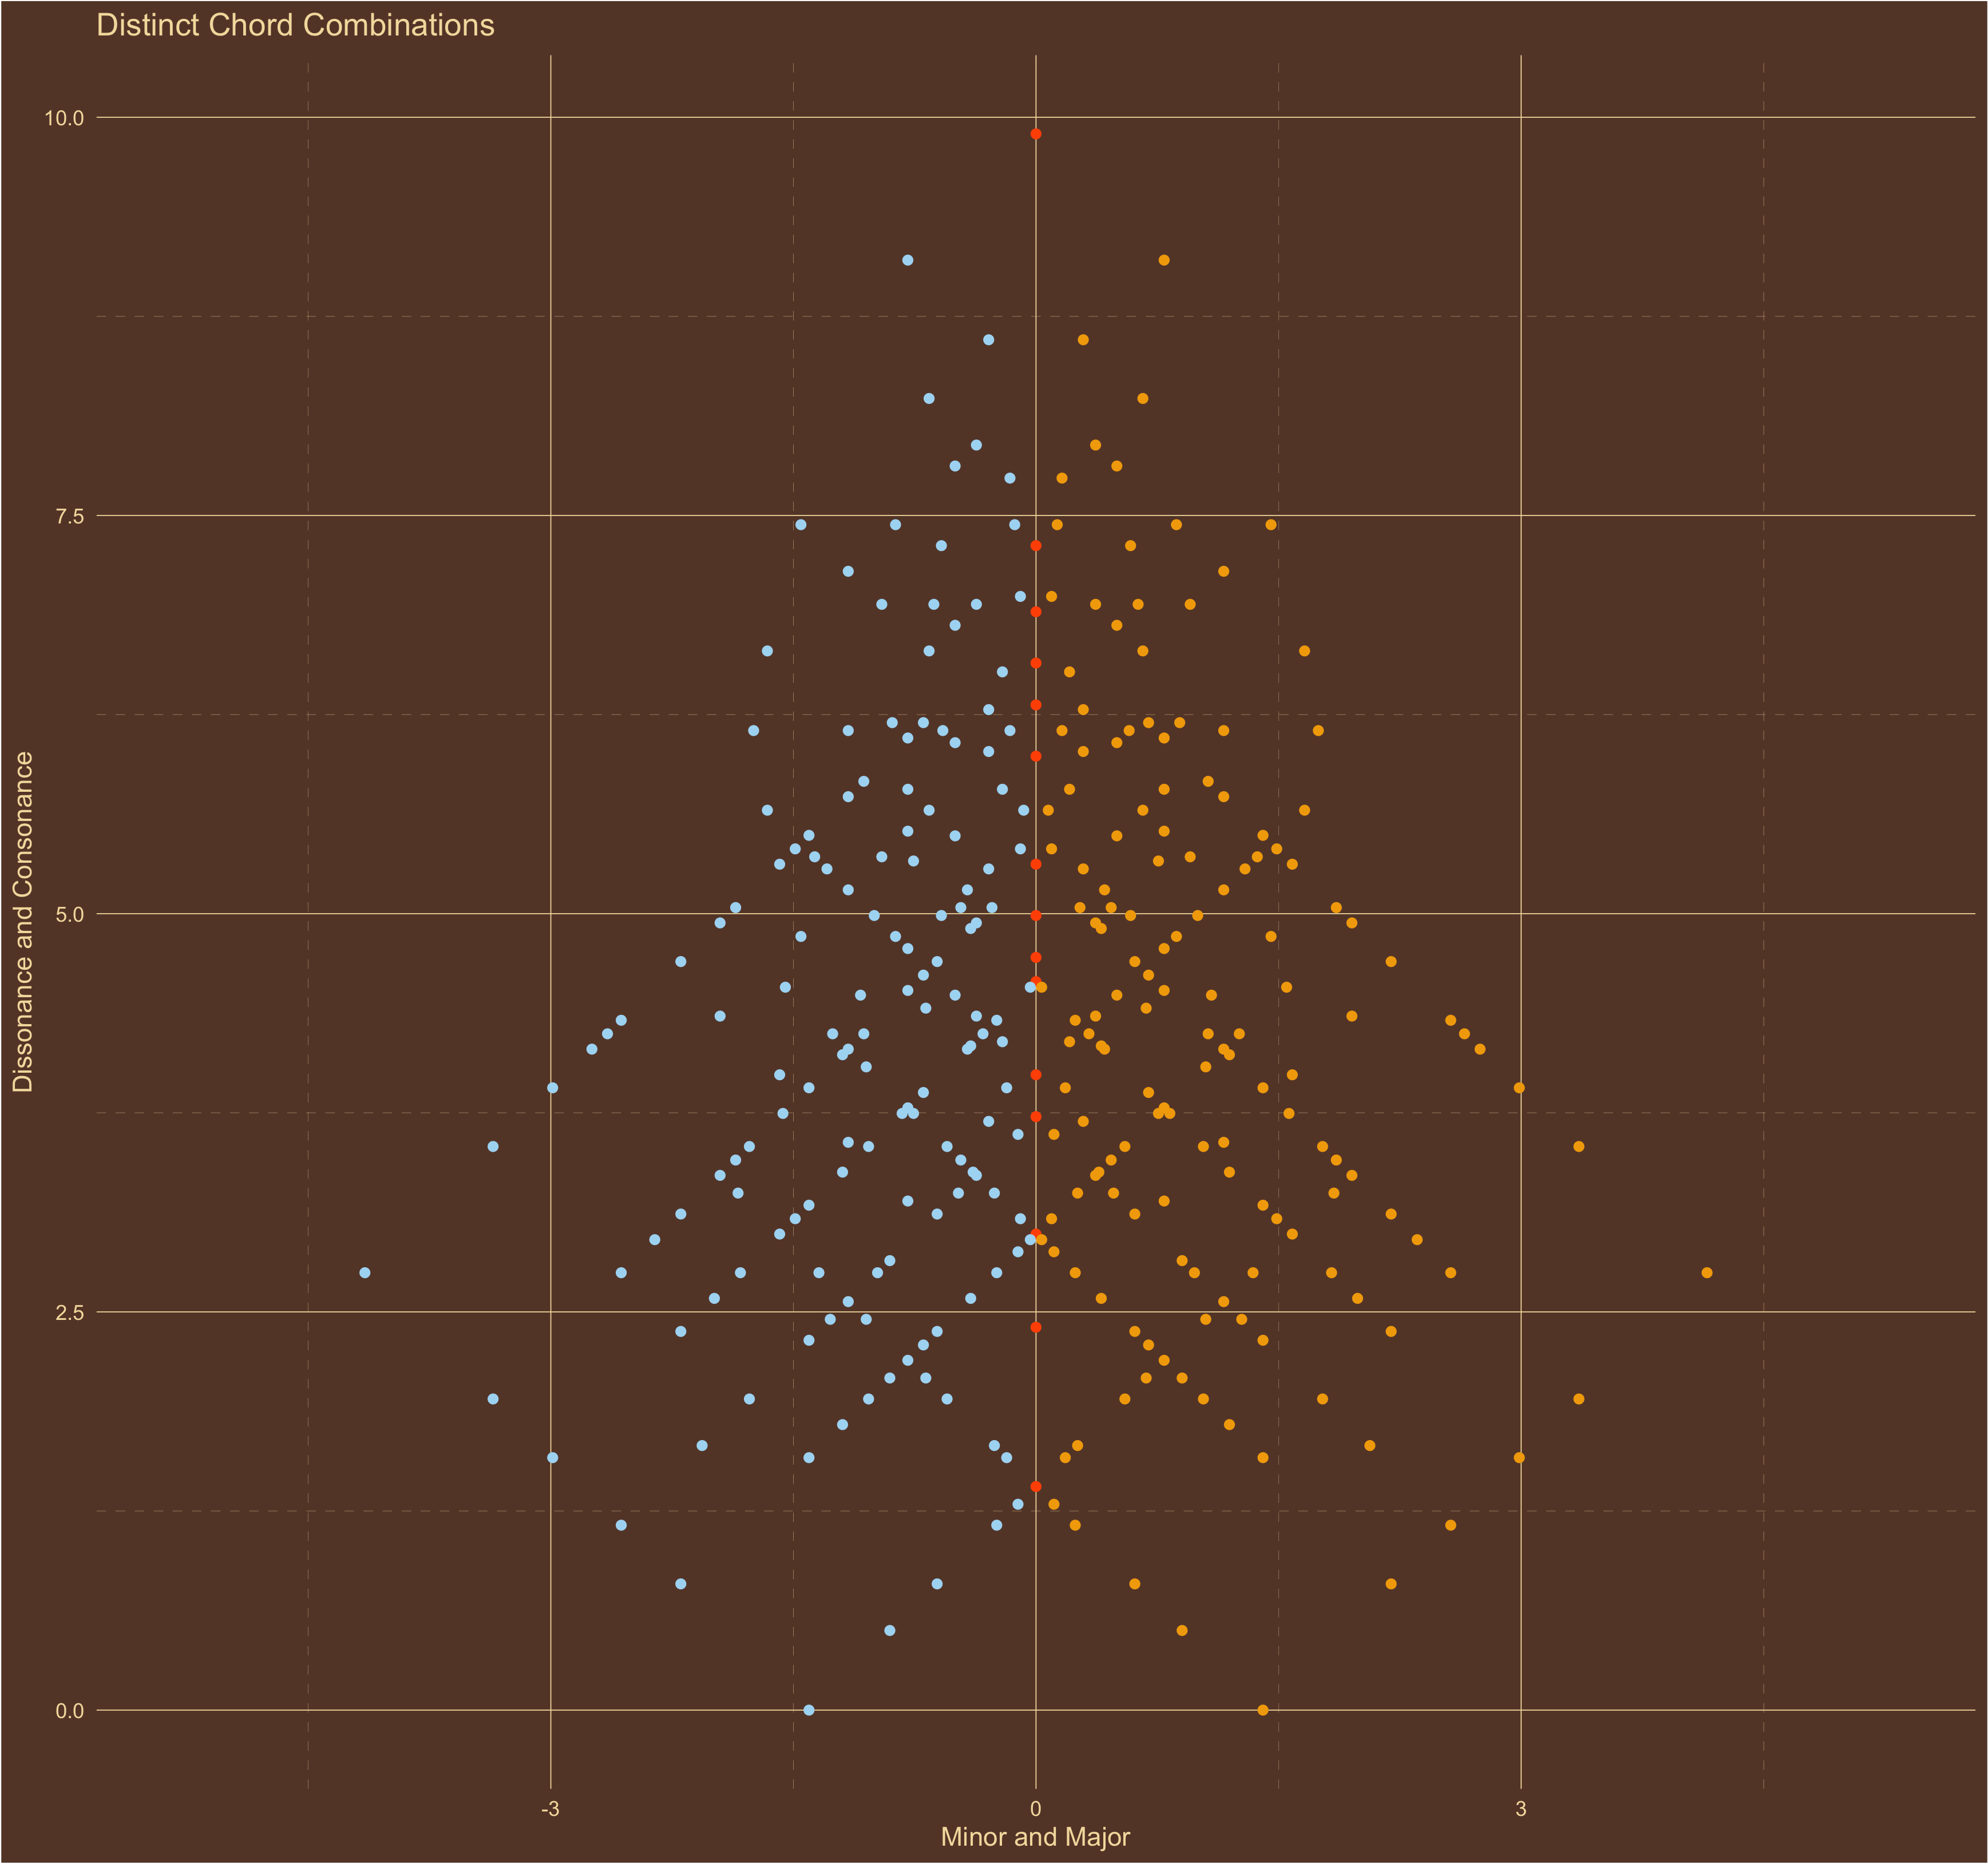 Distinct Chord Combinations
10.0
7.5
5.0
2.5
0.0
Dissonance and Consonance
-3 0 3
Minor and Major